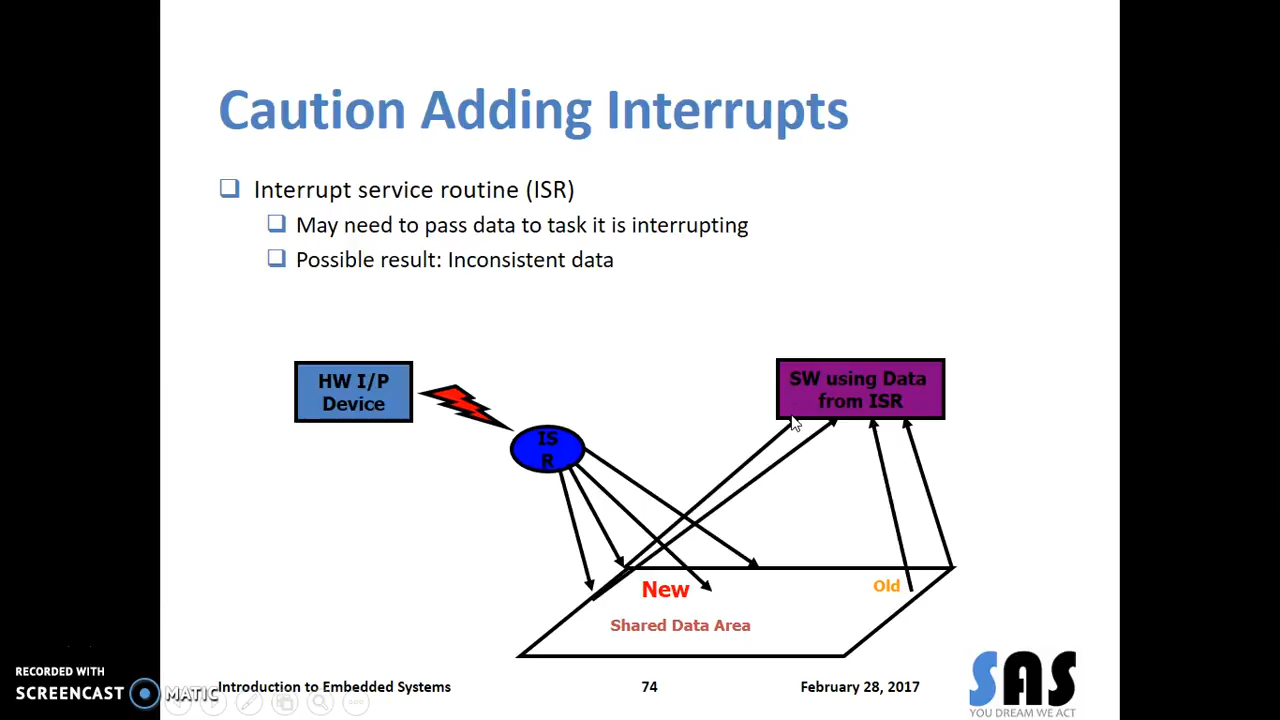 Caution Adding Interrupts
Interrupt service routine (ISR)
May need to pass data to task it is interrupting
Possible result: Inconsistent data
HW I/P
Device
SW using Data
from ISR
IS
R
New
Old
Shared Data Area
RECORDED WITH
SCREENCAST MATIC
Introduction to Embedded Systems
74
February 28, 2017
SAS
YOU DREAM WE ACT